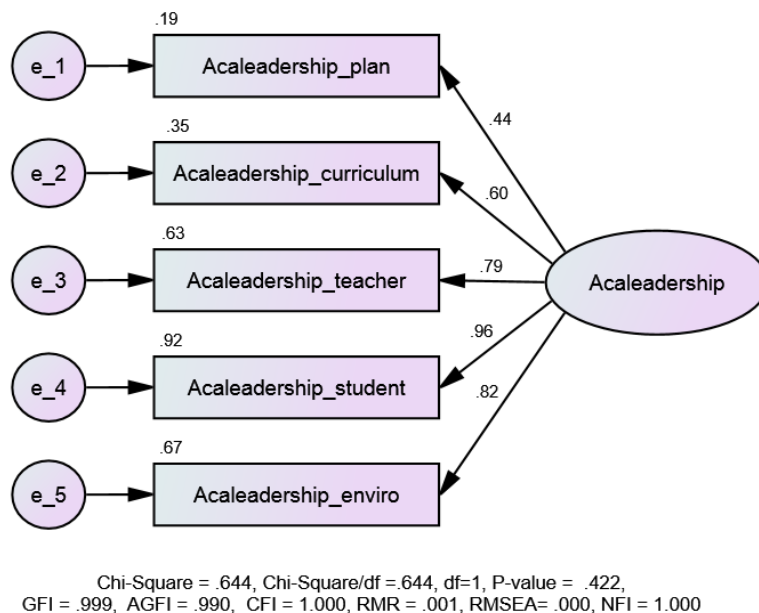 .19
e_1
Acaleadership_plan
.44
.35
e_2
Acaleadership_curriculum
.60
.63
e_3
Acaleadership_teacher
.79
Acaleadership
.92
e_4
Acaleadership_student
.96
.82
.67
e_5
Acaleadership_enviro
Chi-Square = .644, Chi-Square/df =.644, df=1, P-value = .422,
GFI = .999, AGFI = .990, CFI = 1.000, RMR = .001, RMSEA= .000, NFI = 1.000